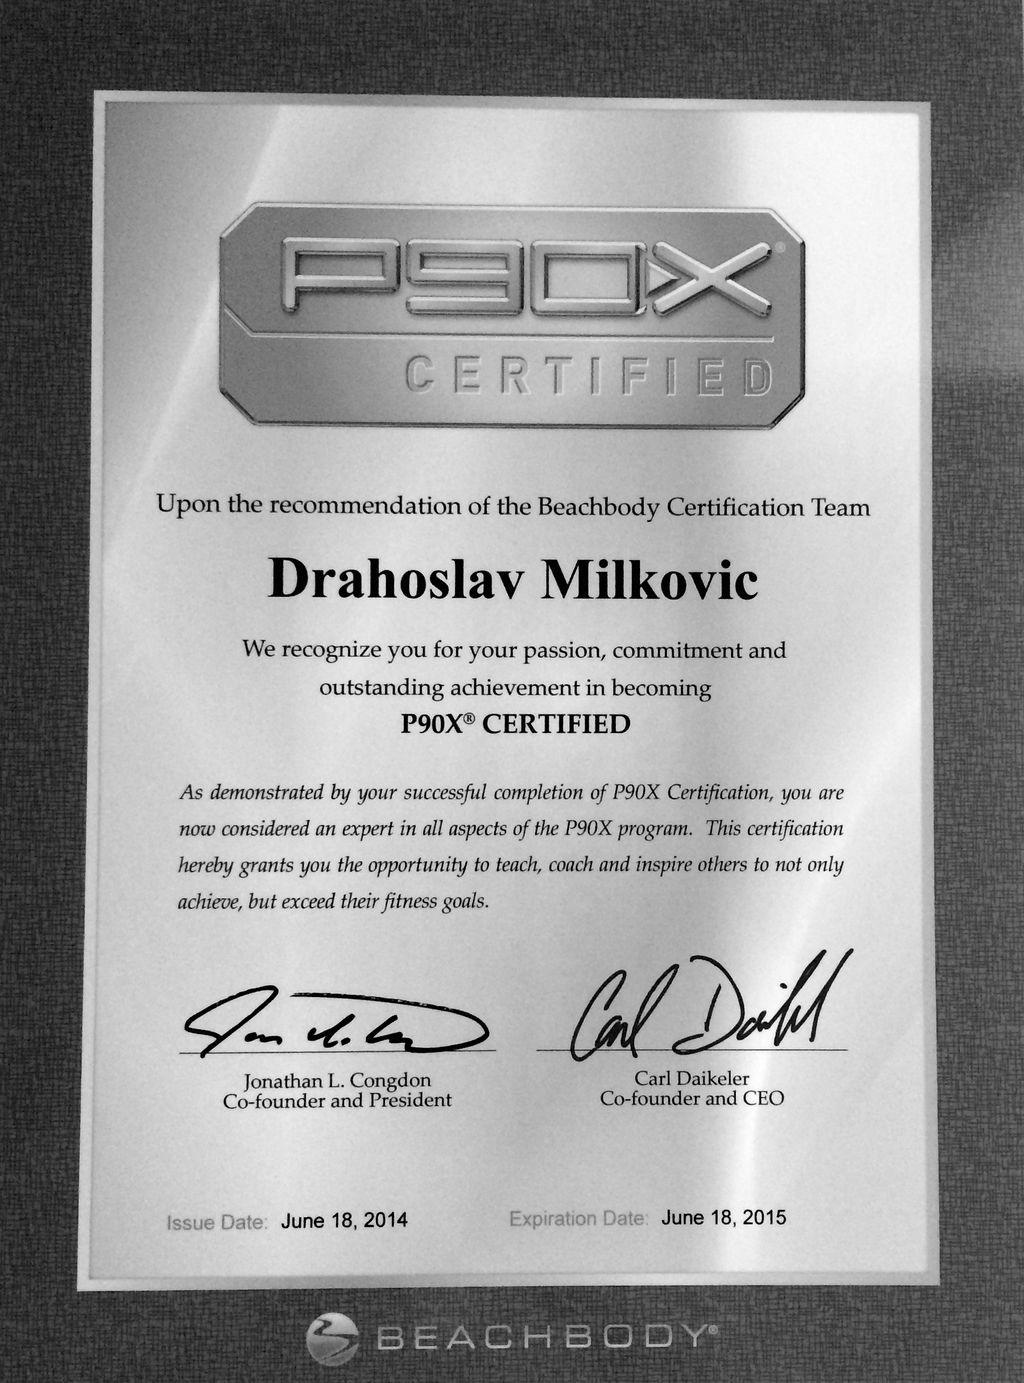 P90X®
CERTIFIED
Upon the recommendation of the Beachbody Certification Team
Drahoslav Milkovic
We recognize you for your passion, commitment and
outstanding achievement in becoming
P90X® CERTIFIED
As demonstrated by your successful completion of P90X Certification, you are
now considered an expert in all aspects of the P90X program. This certification
hereby grants you the opportunity to teach, coach and inspire others to not only
achieve, but exceed their fitness goals.
Carl Daikeler
Jonathan L. Congdon
Co-founder and President
Carl Daikeler
Co-founder and CEO
Issue Date: June 18, 2014 Expiration Date: June 18, 2015
BEACHBODY®